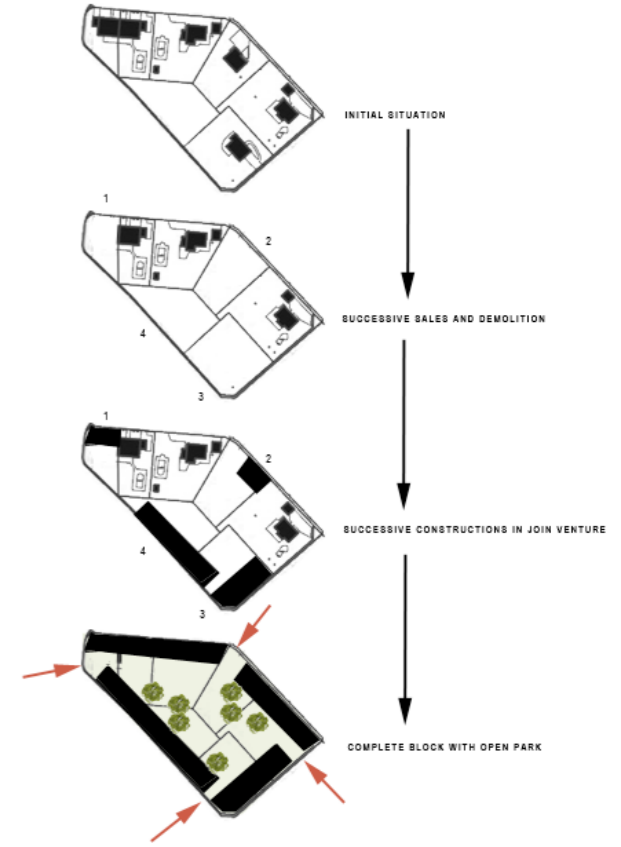 INITIAL SITUATION
1
2
SUCCESSIVE SALES AND DEMOLITION
4
3
1
2
SUCCESSIVE CONSTRUCTIONS IN JOIN VENTURE
4
3
COMPLETE BLOCK WITH OPEN PARK